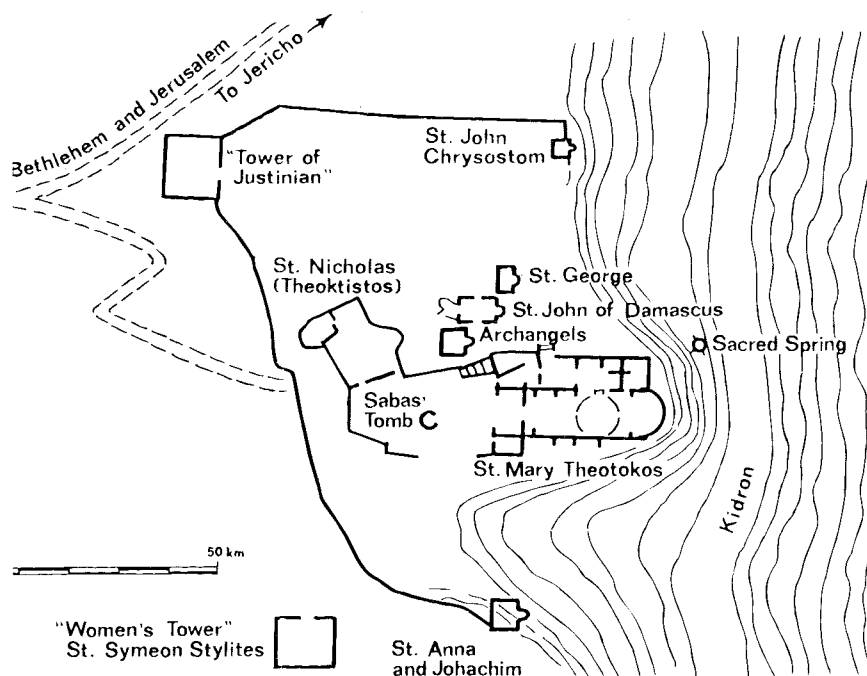 Bethlehem and Jerusalem
To Jericho
"Tower of
Justinian"
St. John
Chrysostom
St. Nicholas
(Theoktistos)
St. George
St. John of Damascus
Archangels
Sacred Spring
Sabas'
Tomb C
St. Mary Theotokos
Kidron
50 km
"Women's Tower"
St. Symeon Stylites
St. Anna
and Johachim